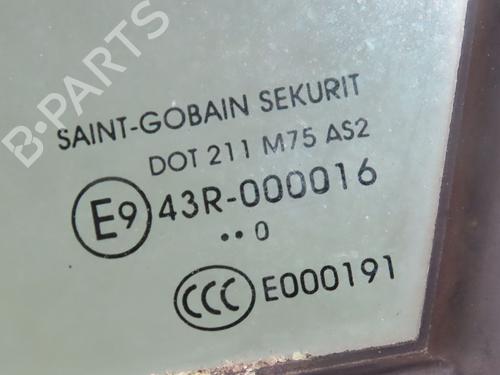 B-PARTS
SAINT-GOBAIN SEKURIT
DOT 211 M75 AS2
E9 43R-000016
•• 0
CCC E000191